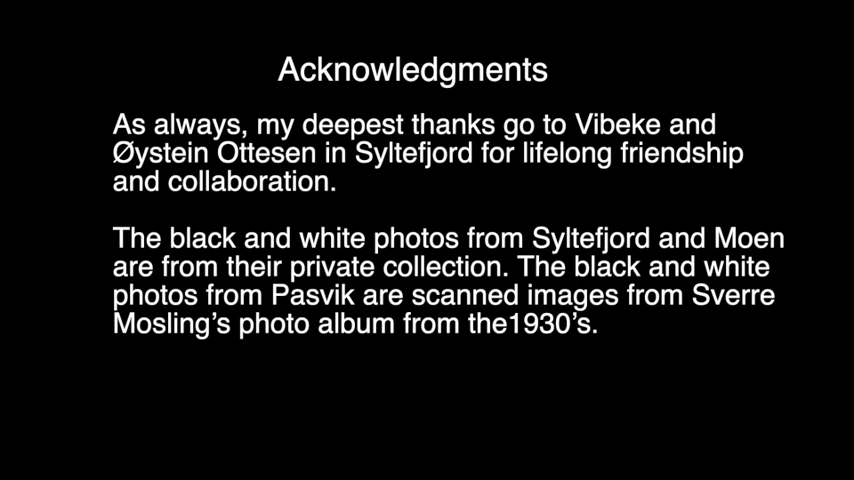 Acknowledgments
As always, my deepest thanks go to Vibeke and
Øystein Ottesen in Syltefjord for lifelong friendship
and collaboration.
The black and white photos from Syltefjord and Moen
are from their private collection. The black and white
photos from Pasvik are scanned images from Sverre
Mosling’s photo album from the1930’s.